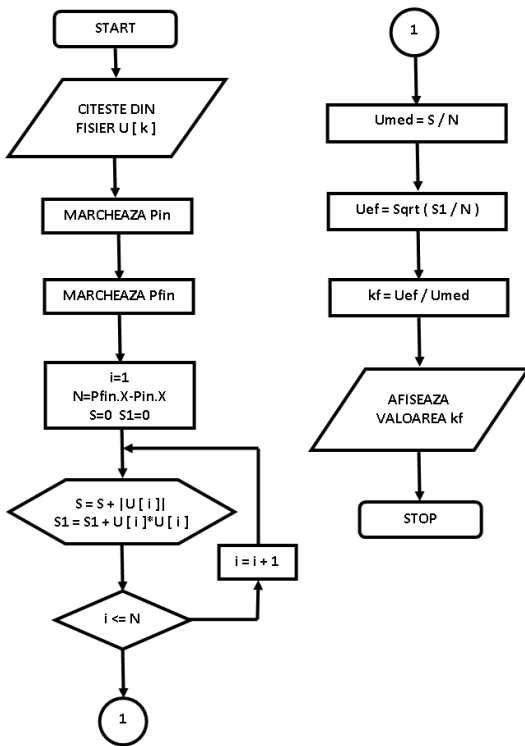 START
CITESTE DIN
FISIER U [ k ]
MARCHEAZA Pin
MARCHEAZA Pfin
i=1
N=Pfin.X-Pin.X
S=0 S1=0
S = S + |U [ i ]|
S1 = S1 + U [ i ]*U [ i ]
i = i + 1
i <= N
1
1
Umed = S / N
Uef = Sqrt ( S1 / N )
kf = Uef / Umed
AFISEAZA
VALOAREA kf
STOP